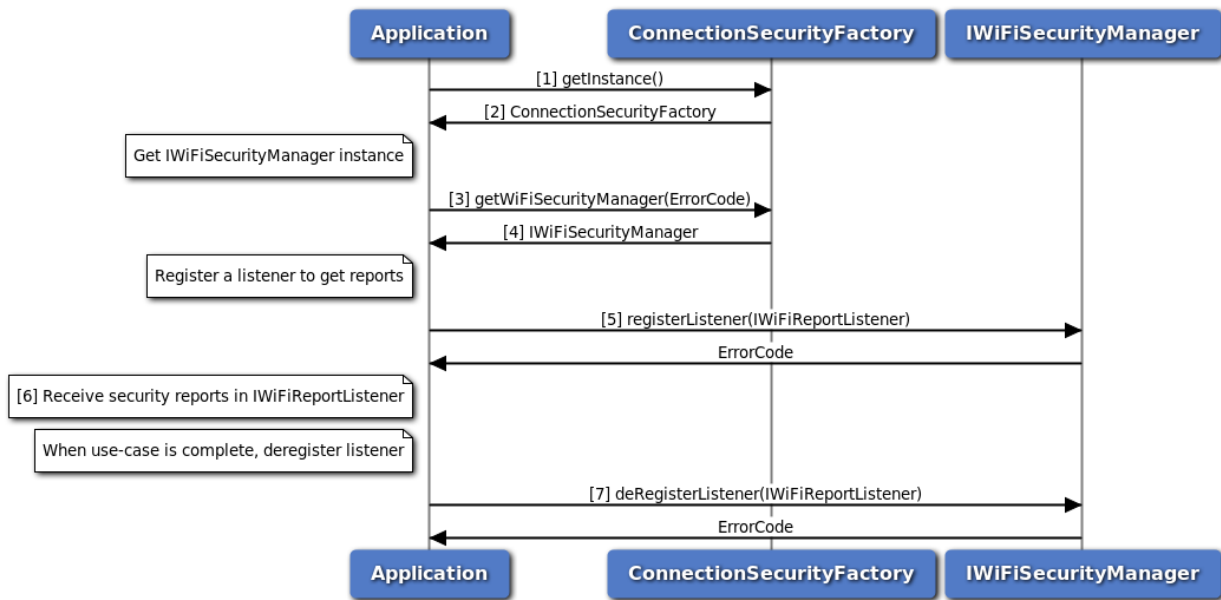 Application
ConnectionSecurityFactory
IWiFiSecurityManager
[1] getInstance()
[2] ConnectionSecurityFactory
Get IWiFiSecurityManager instance
[3] getWiFiSecurityManager(ErrorCode)
[4] IWiFiSecurityManager
Register a listener to get reports
[5] registerListener(IWiFiReportListener)
ErrorCode
[6] Receive security reports in IWiFiReportListener
When use-case is complete, deregister listener
[7] deRegisterListener(IWiFiReportListener)
ErrorCode
Application
ConnectionSecurityFactory
IWiFiSecurityManager